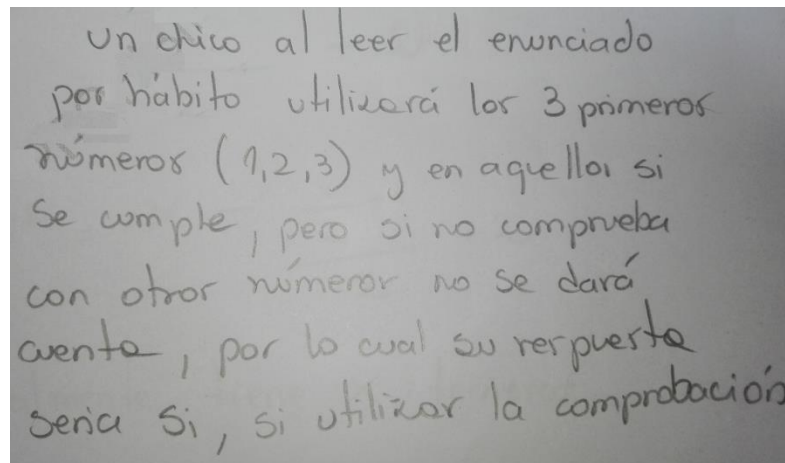 Un chico al leer el enunciado
por hábito utilizará los 3 primeros
números (1,2,3) y en aquellos si
se cumple, pero si no comprueba
con otros números no se dará
cuenta, por lo cual su respuesta
seria si, si utilizar la comprobación